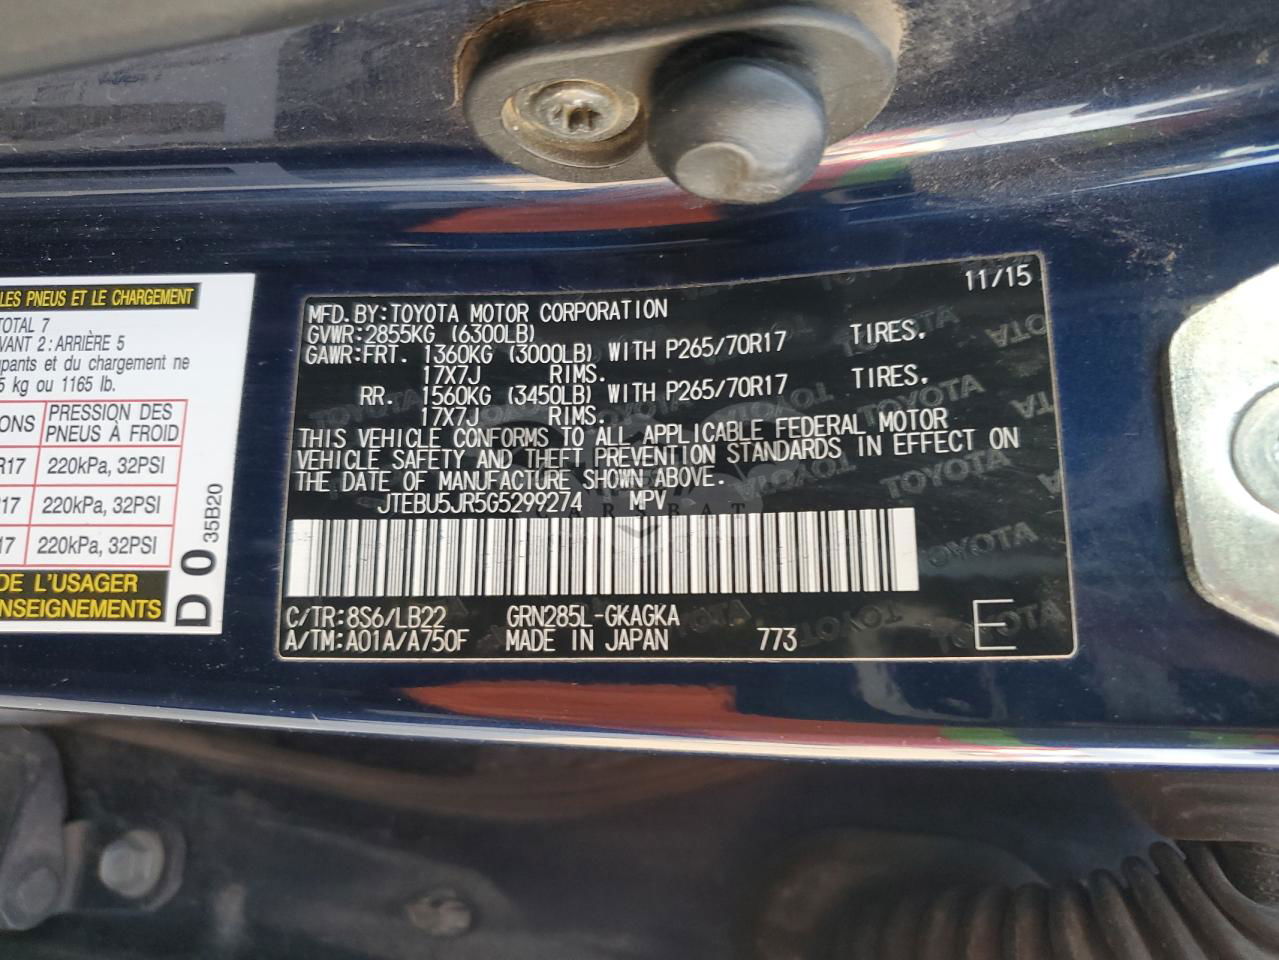 LES PNEUS ET LE CHARGEMENT
TOTAL 7
VANT 2: ARRIÈRE 5
upants et du chargement ne
5 kg ou 1165 lb.
ONS PRESSION DES PNEUS À FROID
R17 220kPa, 32PSI
R17 220kPa, 32PSI
17 220kPa, 32PSI
DE L'USAGER
NSEIGNEMENTS
D 0 35B20
11/15
MFD. BY: TOYOTA MOTOR CORPORATION
GVWR: 2855KG (6300LB)
GAWR: FRT. 1360KG (3000LB) WITH P265/70R17 TIRES.
17X7J RIMS.
RR. 1560KG (3450LB) WITH P265/70R17 TIRES.
17X7J RIMS.
THIS VEHICLE CONFORMS TO ALL APPLICABLE FEDERAL MOTOR
VEHICLE SAFETY AND THEFT PREVENTION STANDARDS IN EFFECT ON
THE DATE OF MANUFACTURE SHOWN ABOVE.
JTEBU5JR5G5299274 MPV
CARSBAT
C/TR: 8S6/LB22 GRN285L-GKAGKA
A/TM: A01A/A750F MADE IN JAPAN 773 E